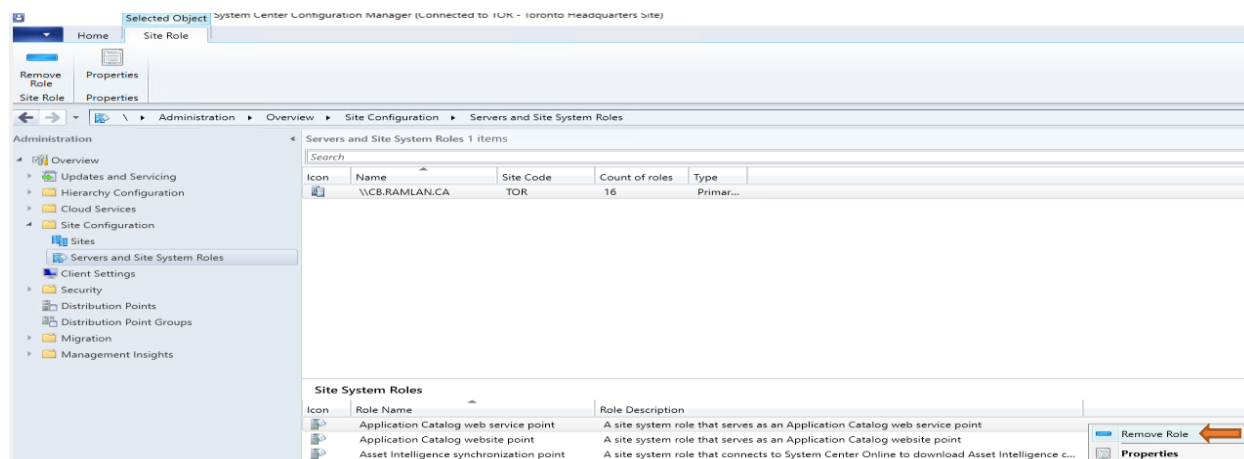 Selected Object System Center Configuration Manager (Connected to TOR - Toronto Headquarters Site)
Home Site Role
Remove Role Properties
Site Role Properties
\ Administration Overview Site Configuration Servers and Site System Roles
Administration
Overview
Updates and Servicing
Hierarchy Configuration
Cloud Services
Site Configuration
Sites
Servers and Site System Roles
Client Settings
Security
Distribution Points
Distribution Point Groups
Migration
Management Insights
Servers and Site System Roles 1 items
Search
Icon Name Site Code Count of roles Type
\\CB.RAMLAN.CA TOR 16 Primar...
Site System Roles
Icon Role Name Role Description
Application Catalog web service point A site system role that serves as an Application Catalog web service point
Application Catalog website point A site system role that serves as an Application Catalog website point
Asset Intelligence synchronization point A site system role that connects to System Center Online to download Asset Intelligence c...
Remove Role
Properties